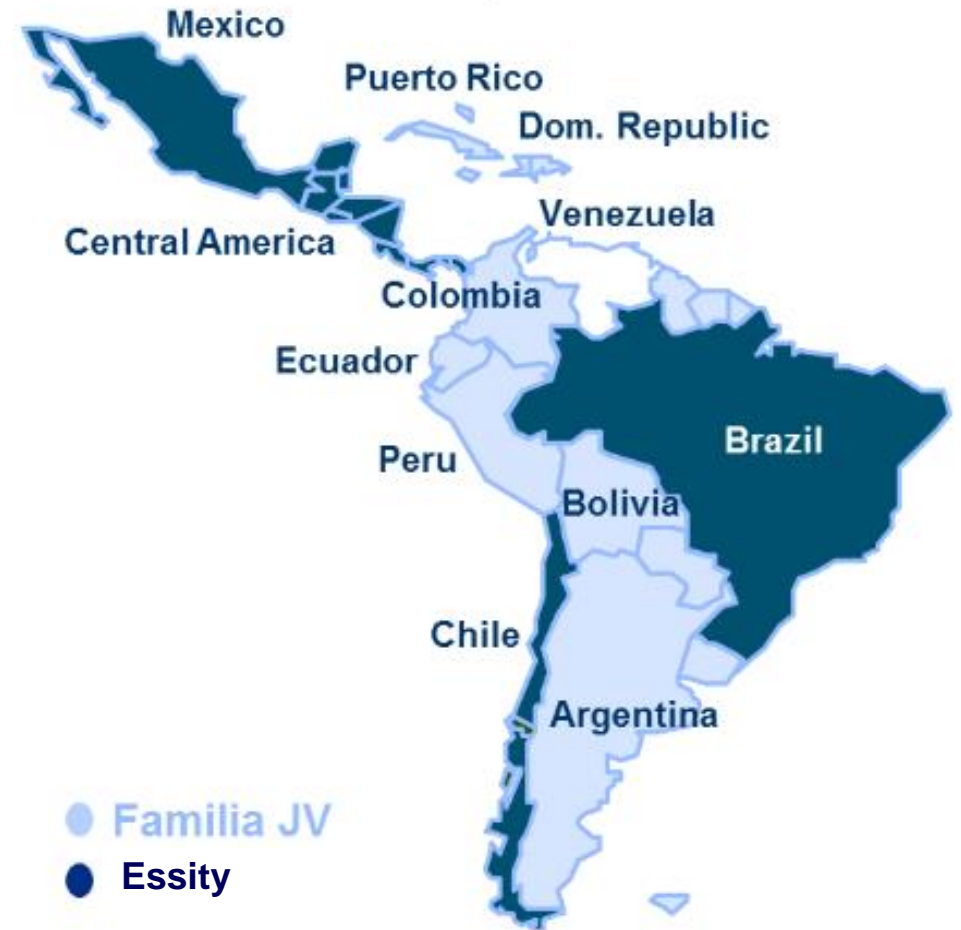 Mexico
Puerto Rico
Dom. Republic
Venezuela
Central America
Colombia
Ecuador
Brazil
Peru
Bolivia
Chile
Argentina
Familia JV
Essity